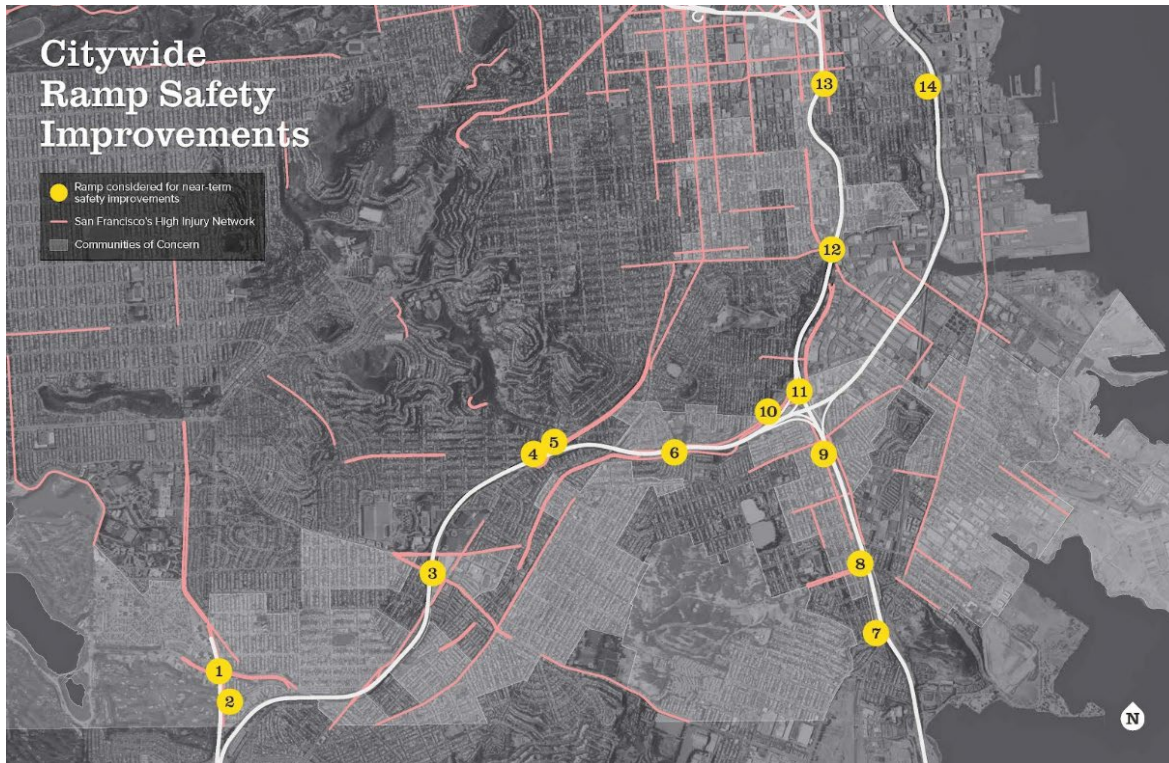 Citywide
Ramp Safety
Improvements
Ramp considered for near-term
safety improvements
San Francisco's High Injury Network
Communities of Concern
13
14
12
11
10
5
4
6
9
8
3
7
1
2
N